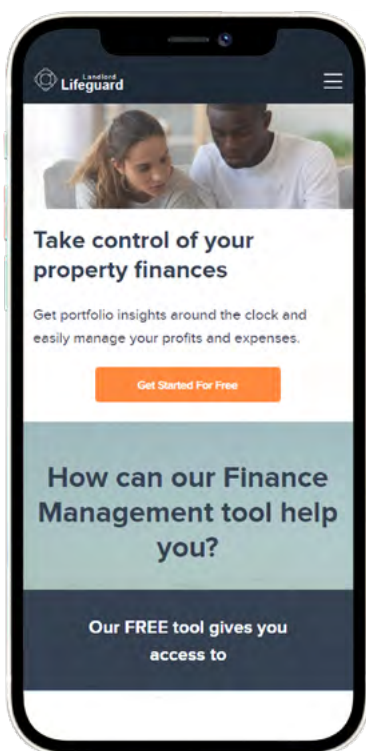 Landlord
Lifeguard
Take control of your
property finances
Get portfolio insights around the clock and
easily manage your profits and expenses.
Get Started For Free
How can our Finance
Management tool help
you?
Our FREE tool gives you
access to